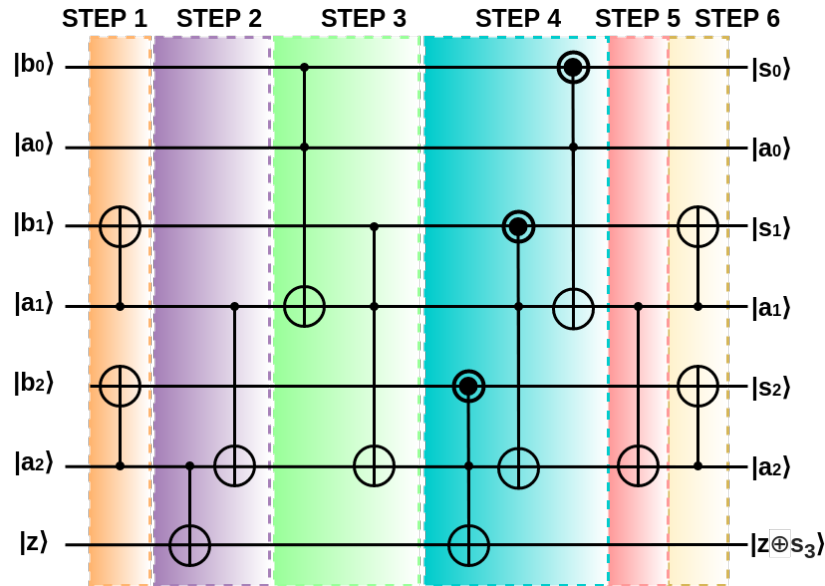 STEP 1 STEP 2 STEP 3 STEP 4 STEP 5 STEP 6
|b₀⟩ |s₀⟩
|a₀⟩ |a₀⟩
|b₁⟩ |s₁⟩
|a₁⟩ |a₁⟩
|b₂⟩ |s₂⟩
|a₂⟩ |a₂⟩
|z⟩ |z⊕s₃⟩